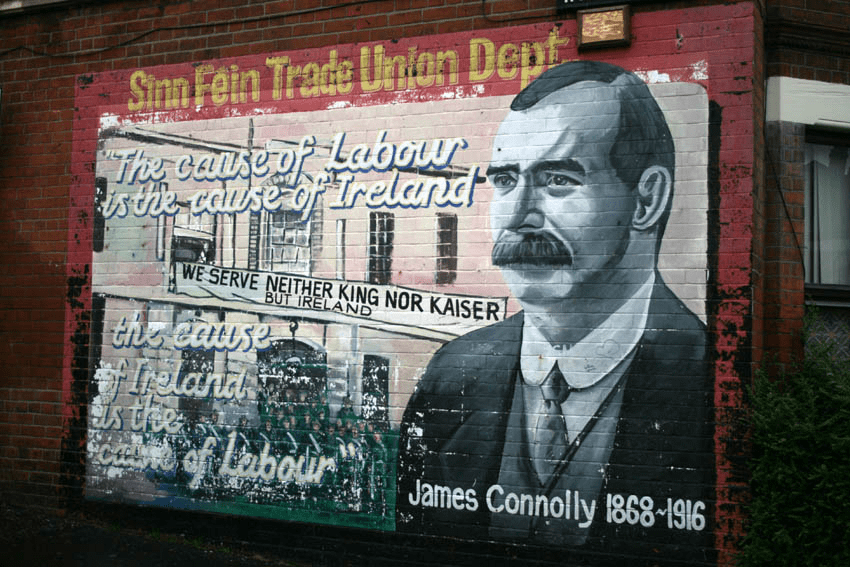 Sinn Féin Trade Union Dept
"The cause of Labour
is the cause of Ireland
WE SERVE NEITHER KING NOR KAISER
BUT IRELAND
the cause
of Ireland
is the
cause of Labour"
James Connolly 1868~1916